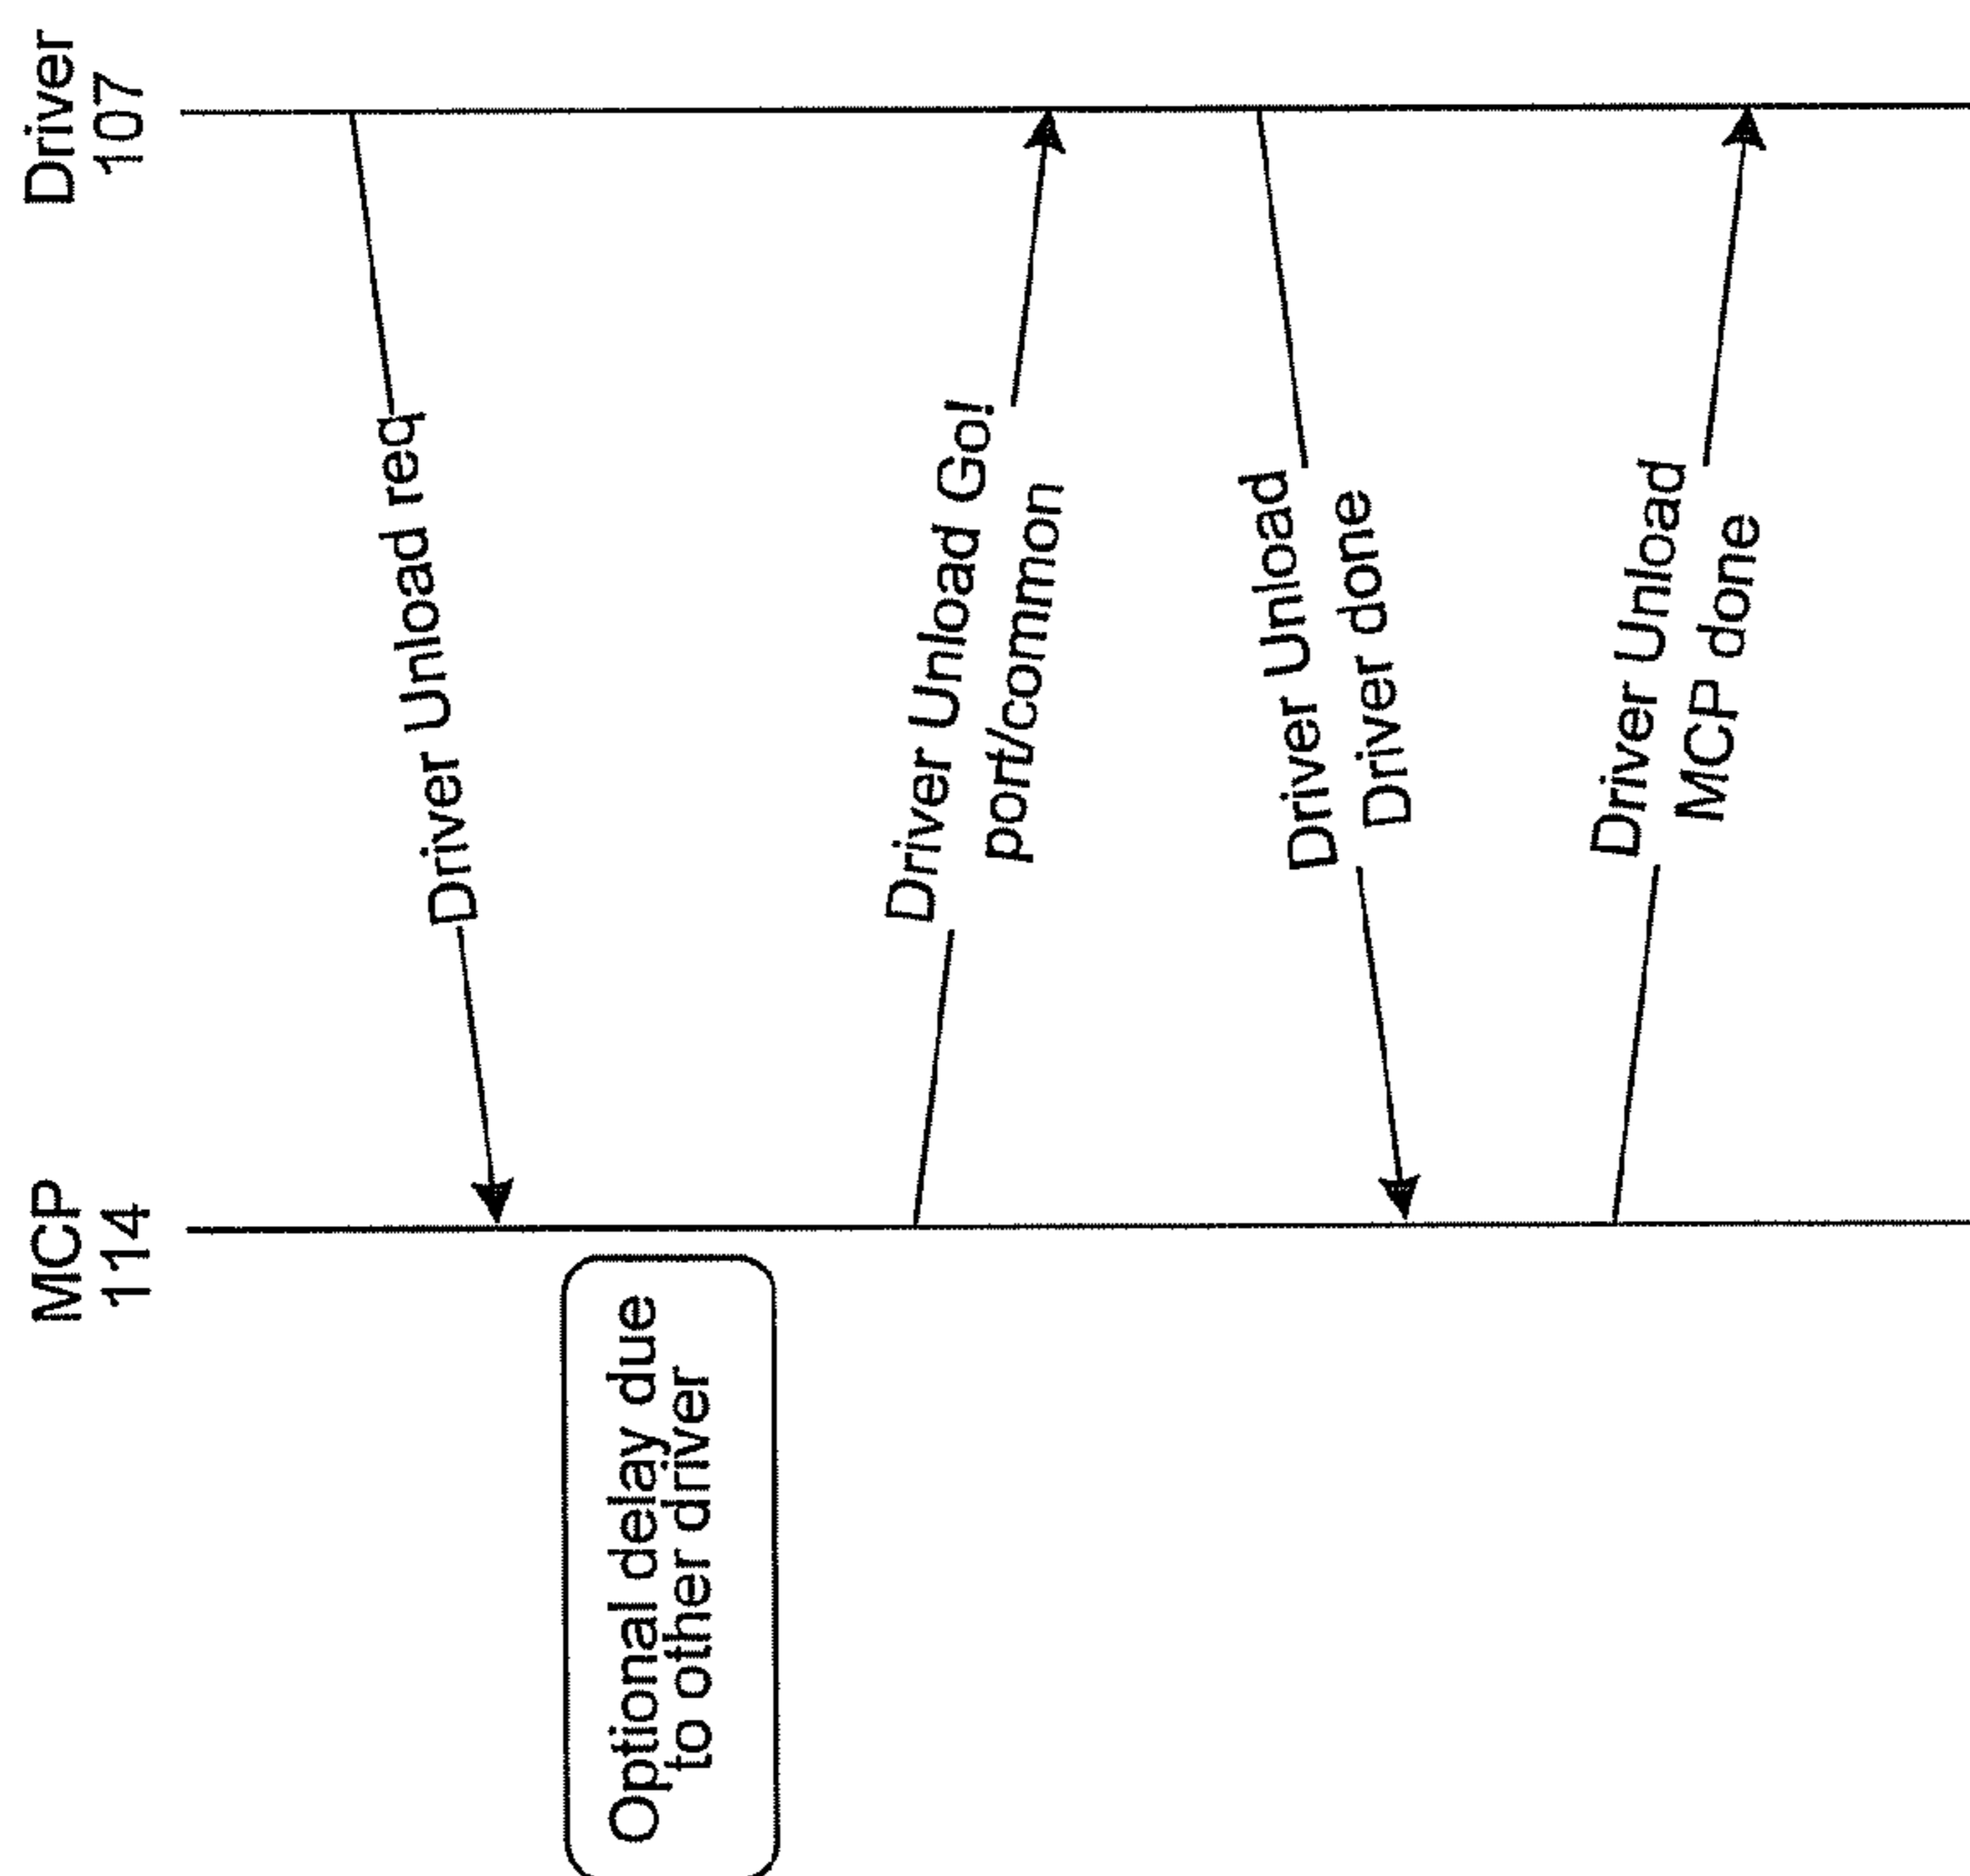 MCP
114
Driver
107
Driver Unload req
Optional delay due
to other driver
Driver Unload Go!
port/common
Driver Unload
Driver done
Driver Unload
MCP done